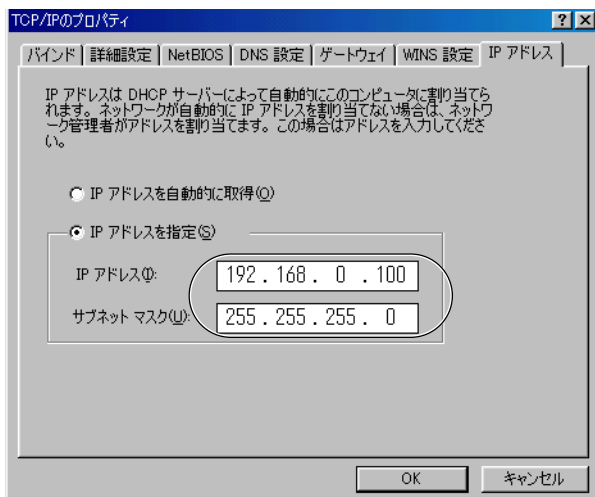 TCP/IPのプロパティ
バインド 詳細設定 NetBIOS DNS 設定 ゲートウェイ WINS 設定 IP アドレス
IP アドレスは DHCP サーバーによって自動的にこのコンピュータに割り当てら
れます。ネットワークが自動的に IP アドレスを割り当てない場合は、ネットワ
ーク管理者がアドレスを割り当てます。この場合はアドレスを入力してくださ
い。
IP アドレスを自動的に取得(O)
IP アドレスを指定(S)
IP アドレス(I): 192.168. 0 .100
サブネット マスク(U): 255.255.255. 0
OK キャンセル